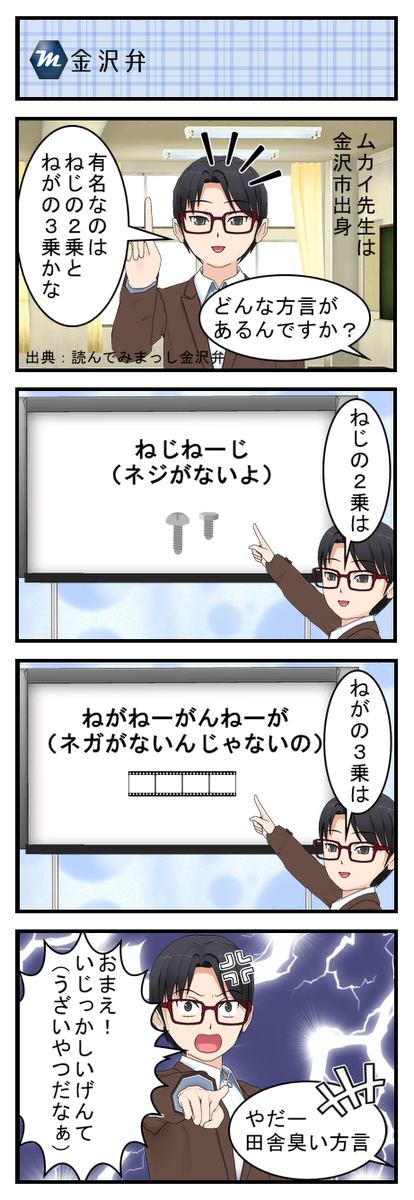 m 金沢弁
ムカイ先生は
金沢市出身
有名なのは
ねじの２乗と
ねがの３乗かな
どんな方言が
あるんですか？
出典：読んでみまっし金沢弁
ねじの２乗は
ねじねーじ
（ネジがないよ）
ねがの３乗は
ねがねーがんねーが
（ネガがないんじゃないの）
おまえ！
いじっかしいげんて
（うざいやつだなぁ）
やだー
田舎臭い方言